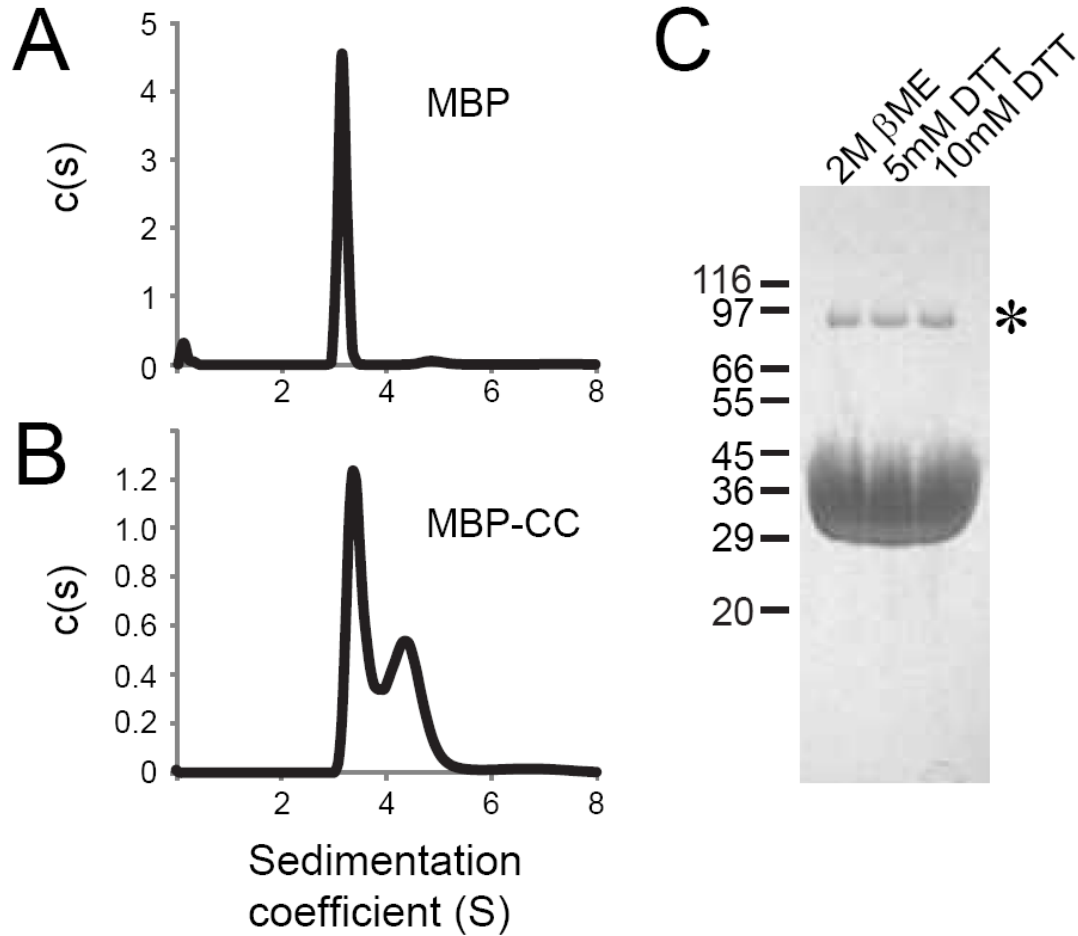 A
5
4
3
2
1
0
c(s)
MBP
2 4 6 8
B
1.2
1.0
0.8
0.6
0.4
0.2
0
c(s)
MBP-CC
2 4 6 8
Sedimentation
coefficient (S)
C
2M βME
5mM DTT
10mM DTT
116
97
66
55
45
36
29
20
*